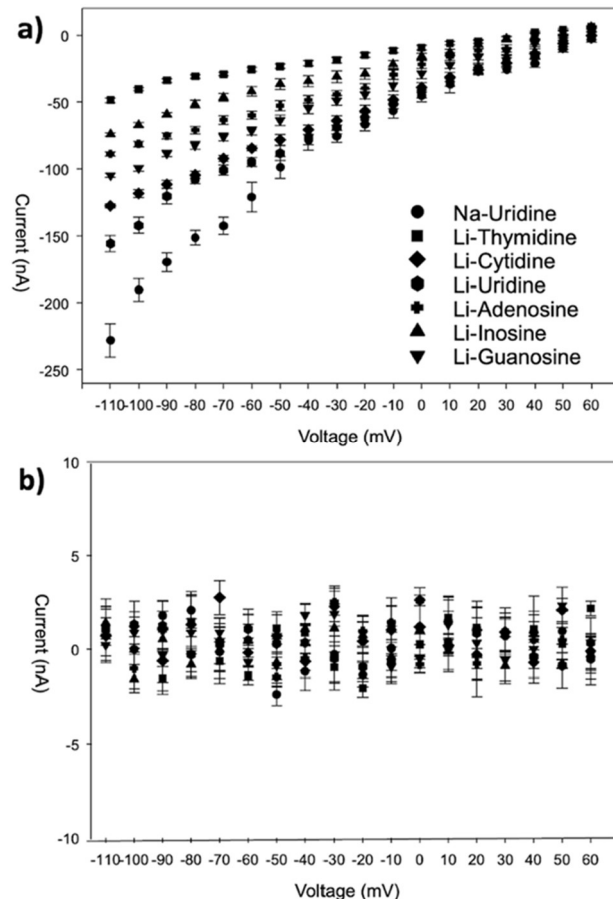 a)
0
-50
-100
-150
-200
-250
Current (nA)
Na-Uridine
Li-Thymidine
Li-Cytidine
Li-Uridine
Li-Adenosine
Li-Inosine
Li-Guanosine
-110 -100 -90 -80 -70 -60 -50 -40 -30 -20 -10 0 10 20 30 40 50 60
Voltage (mV)
b)
10
5
0
-5
-10
Current (nA)
-110 -100 -90 -80 -70 -60 -50 -40 -30 -20 -10 0 10 20 30 40 50 60
Voltage (mV)